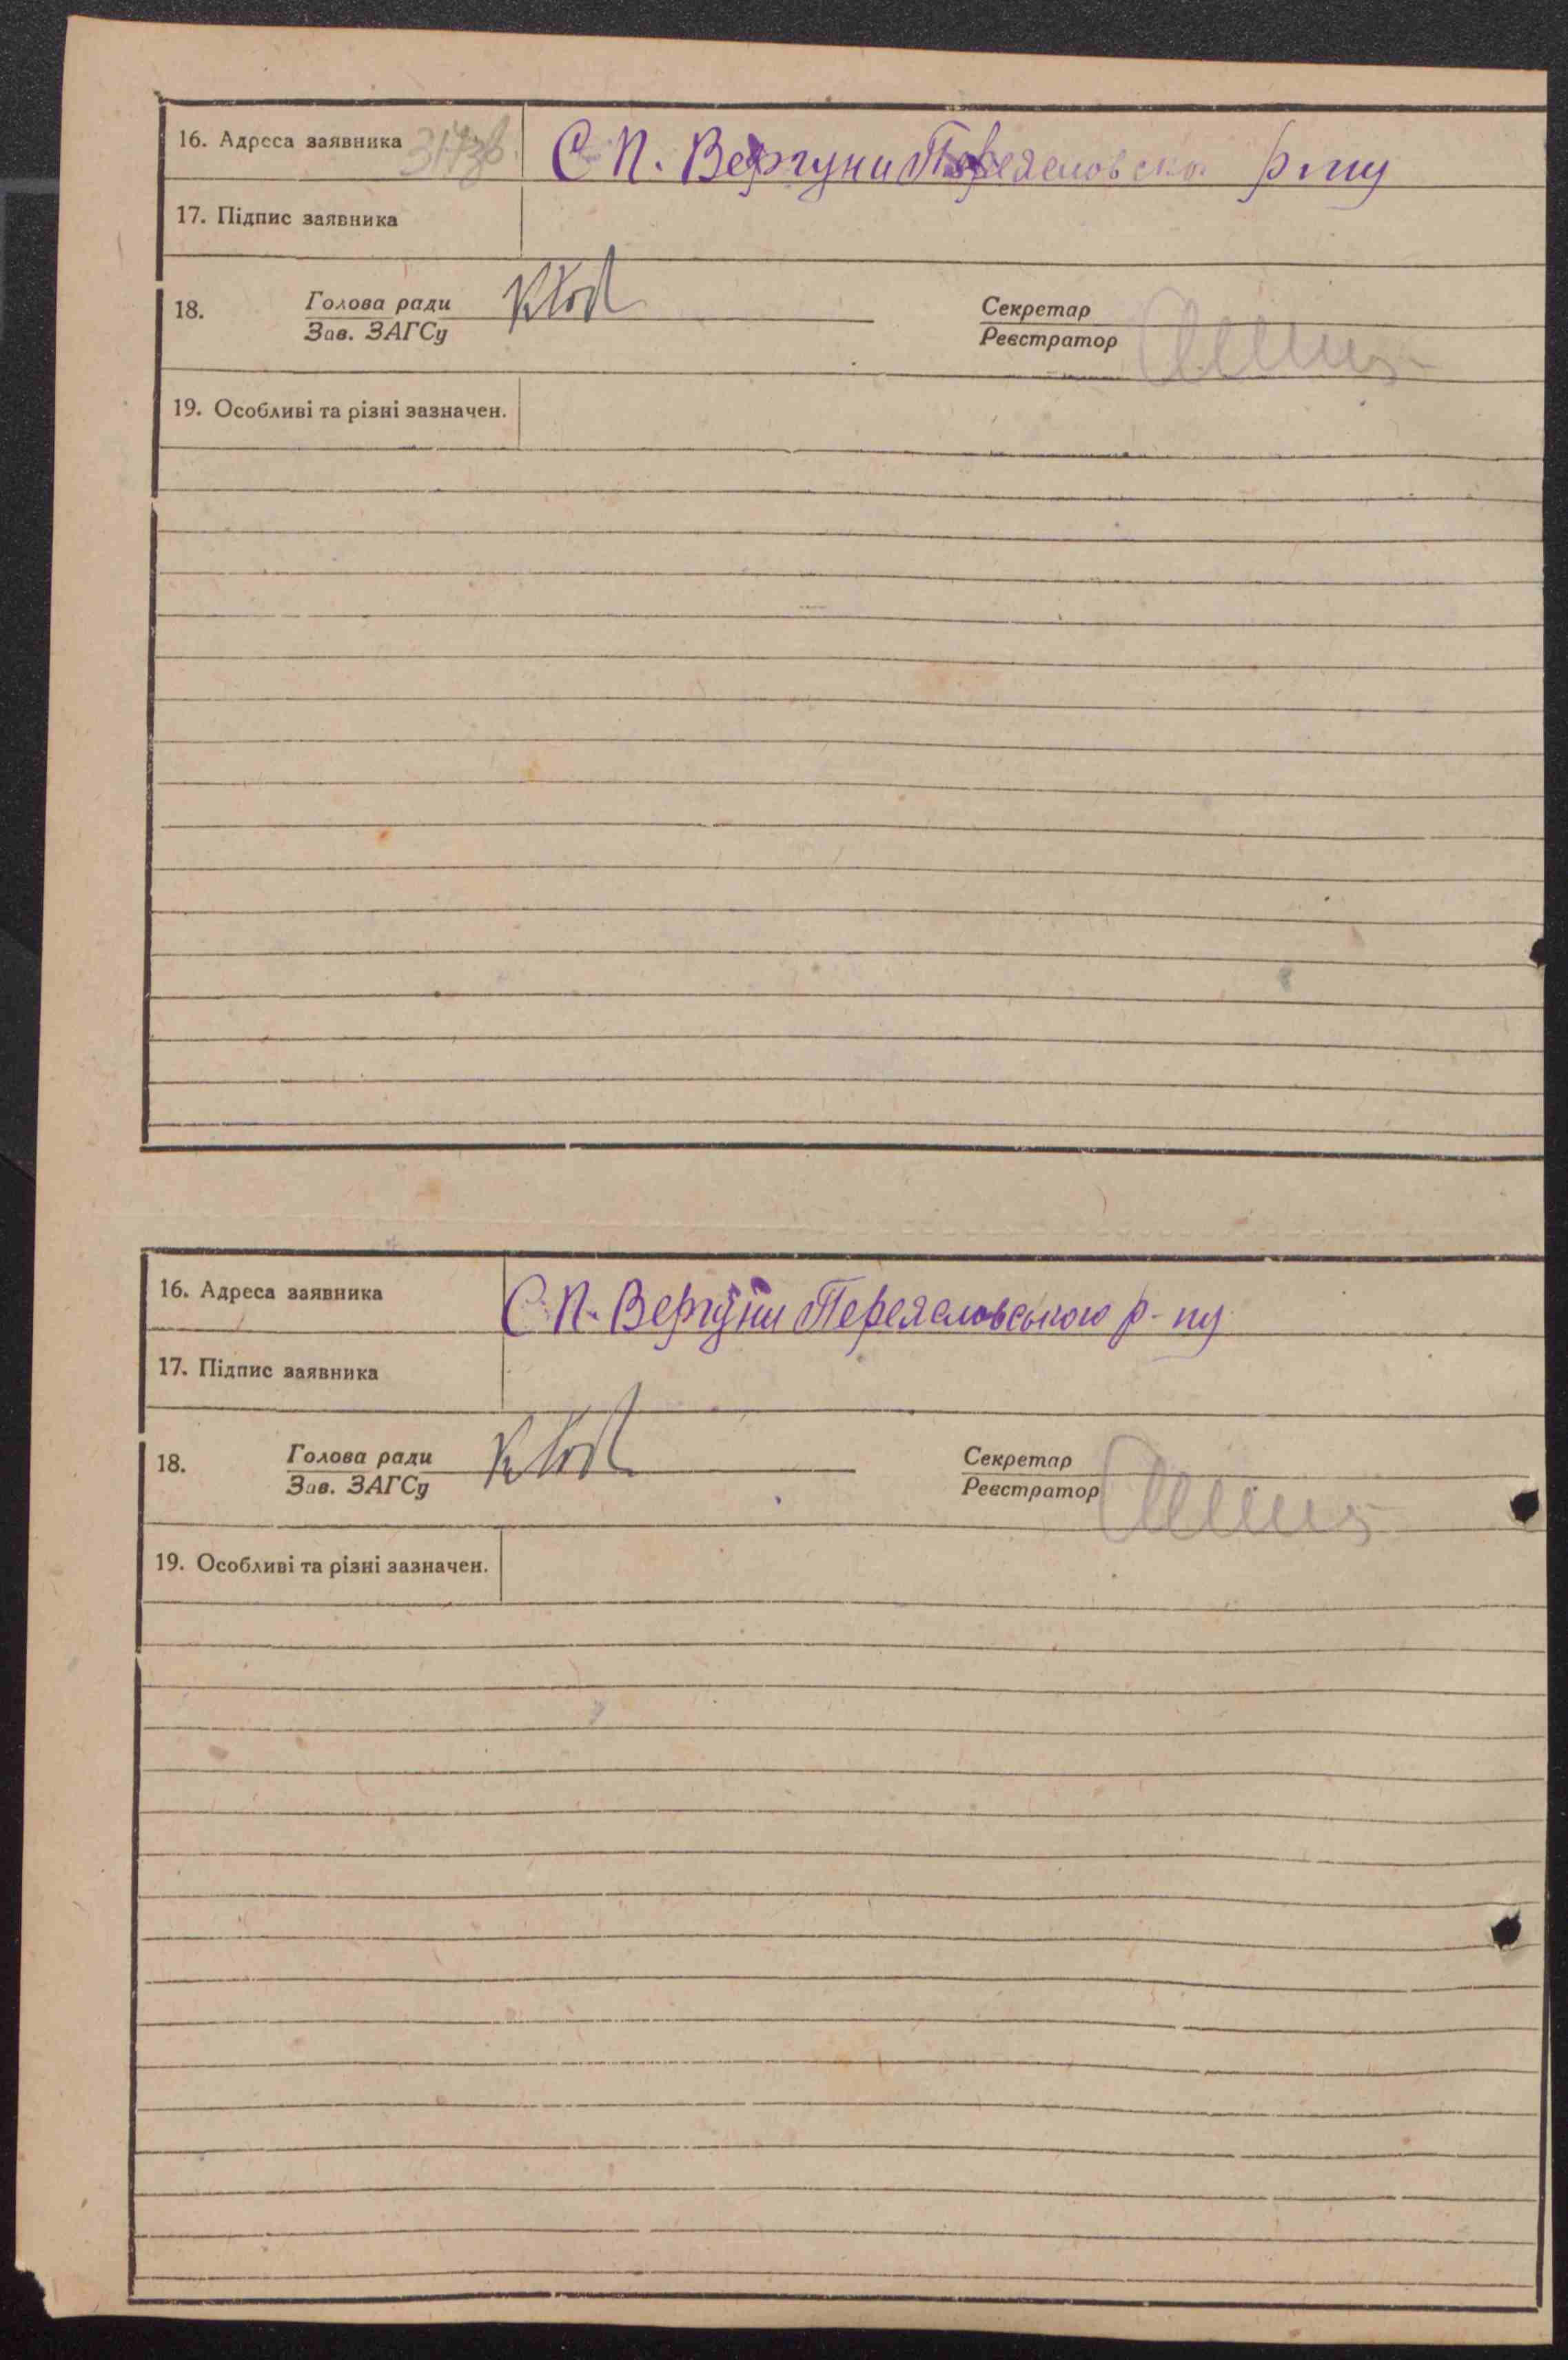 16. Адреса заявника С П. Вергуни Переясловско р-ну
17. Підпис заявника
18. Голова ради Секретар
Зав. ЗАГСу Реєстратор
19. Особливі та різні зазначен.
16. Адреса заявника С П. Вергуни Переясловського р-ну
17. Підпис заявника
18. Голова ради Секретар
Зав. ЗАГСу Реєстратор
19. Особливі та різні зазначен.